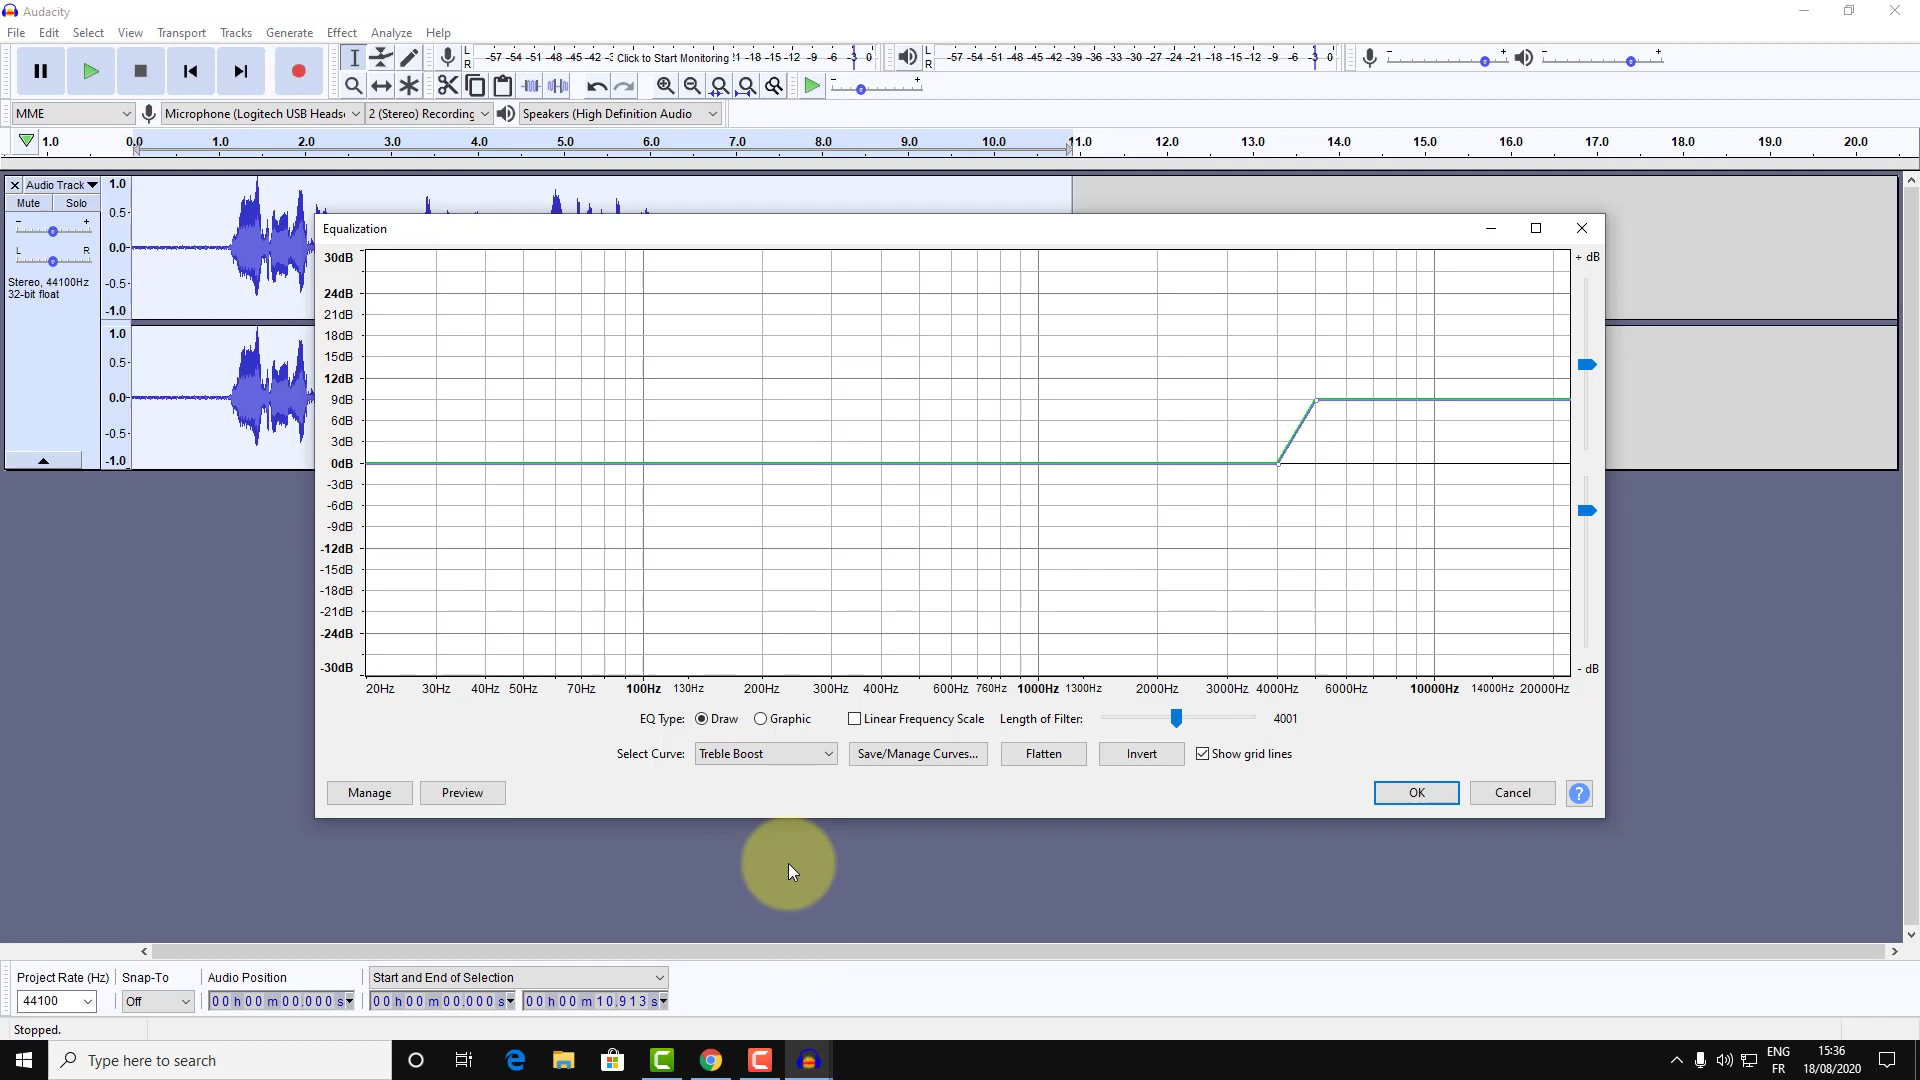 Audacity
File Edit Select View Transport Tracks Generate Effect Analyze Help
L R -57 -54 -51 -48 -45 -42 Click to Start Monitoring -18 -15 -12 -9 -6 -3 0 L R -57 -54 -51 -48 -45 -42 -39 -36 -33 -30 -27 -24 -21 -18 -15 -12 -9 -6 -3 0 - + - +
- +
MME Microphone (Logitech USB Heads 2 (Stereo) Recording Speakers (High Definition Audio
1.0 0.0 1.0 2.0 3.0 4.0 5.0 6.0 7.0 8.0 9.0 10.0 11.0 12.0 13.0 14.0 15.0 16.0 17.0 18.0 19.0 20.0
Audio Track
Mute Solo
- +
L R
Stereo, 44100Hz
32-bit float
1.0
0.5
0.0
-0.5
-1.0
1.0
0.5
0.0
-0.5
-1.0
Equalization
30dB
24dB
21dB
18dB
15dB
12dB
9dB
6dB
3dB
0dB
-3dB
-6dB
-9dB
-12dB
-15dB
-18dB
-21dB
-24dB
-30dB
+ dB
- dB
20Hz 30Hz 40Hz 50Hz 70Hz 100Hz 130Hz 200Hz 300Hz 400Hz 600Hz 760Hz 1000Hz 1300Hz 2000Hz 3000Hz 4000Hz 6000Hz 10000Hz 14000Hz 20000Hz
EQ Type: Draw Graphic Linear Frequency Scale Length of Filter: 4001
Select Curve: Treble Boost Save/Manage Curves... Flatten Invert Show grid lines
Manage Preview OK Cancel ?
Project Rate (Hz) Snap-To Audio Position Start and End of Selection
44100 Off 00 h 00 m 00.000 s 00 h 00 m 00.000 s 00 h 00 m 10.913 s
Stopped.
Type here to search
ENG
FR
15:36
18/08/2020